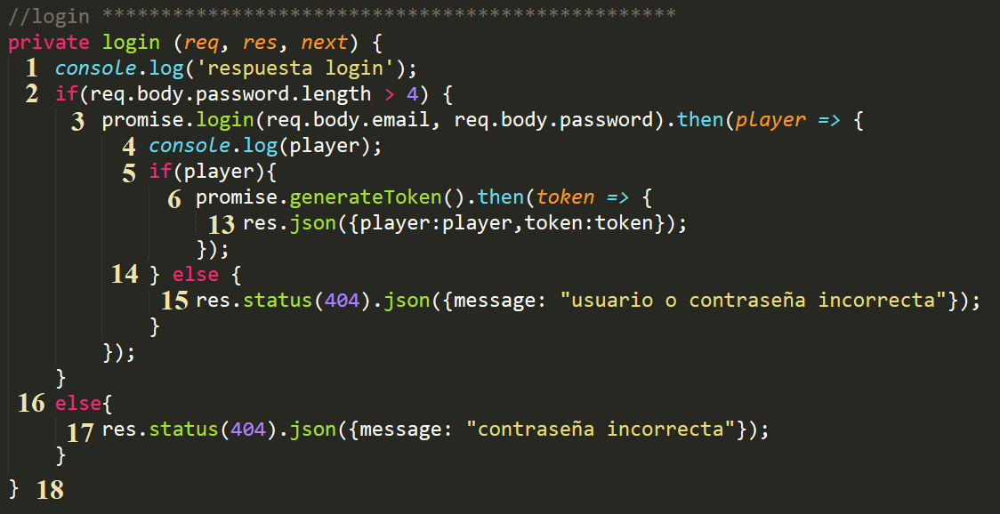 //login *************************************************
private login (req, res, next) {
1 console.log('respuesta login');
2 if(req.body.password.length > 4) {
3 promise.login(req.body.email, req.body.password).then(player => {
4 console.log(player);
5 if(player){
6 promise.generateToken().then(token => {
13 res.json({player:player,token:token});
});
14 } else {
15 res.status(404).json({message: "usuario o contraseña incorrecta"});
}
});
}
16 else{
17 res.status(404).json({message: "contraseña incorrecta"});
}
} 18